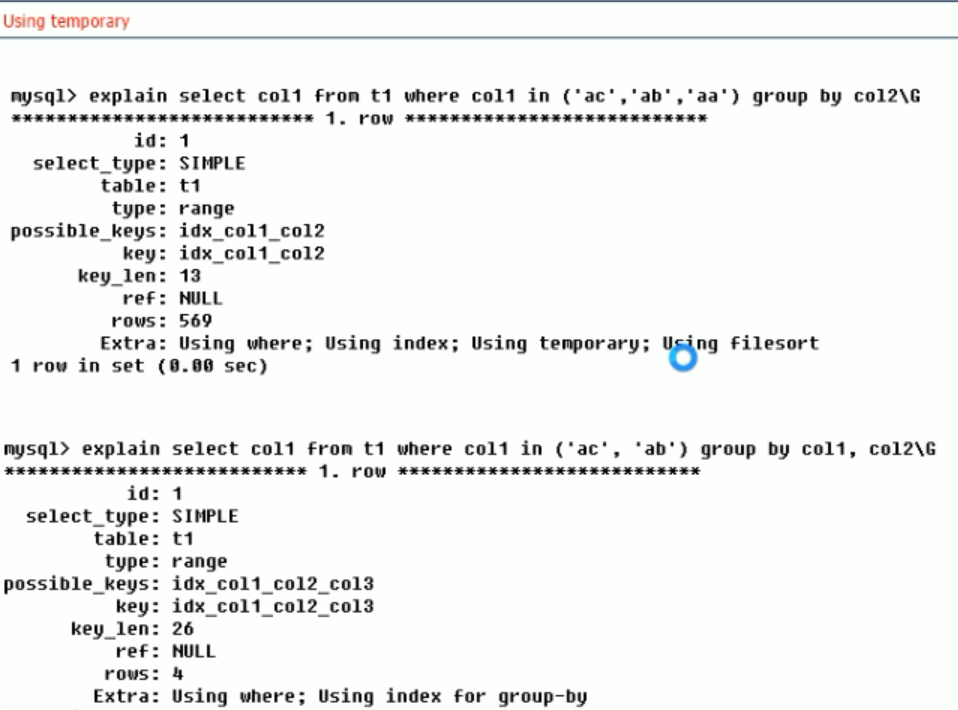 Using temporary
mysql> explain select col1 from t1 where col1 in ('ac','ab','aa') group by col2\G
*************************** 1. row ***************************
id: 1
select_type: SIMPLE
table: t1
type: range
possible_keys: idx_col1_col2
key: idx_col1_col2
key_len: 13
ref: NULL
rows: 569
Extra: Using where; Using index; Using temporary; Using filesort
1 row in set (0.00 sec)
mysql> explain select col1 from t1 where col1 in ('ac', 'ab') group by col1, col2\G
*************************** 1. row ***************************
id: 1
select_type: SIMPLE
table: t1
type: range
possible_keys: idx_col1_col2_col3
key: idx_col1_col2_col3
key_len: 26
ref: NULL
rows: 4
Extra: Using where; Using index for group-by